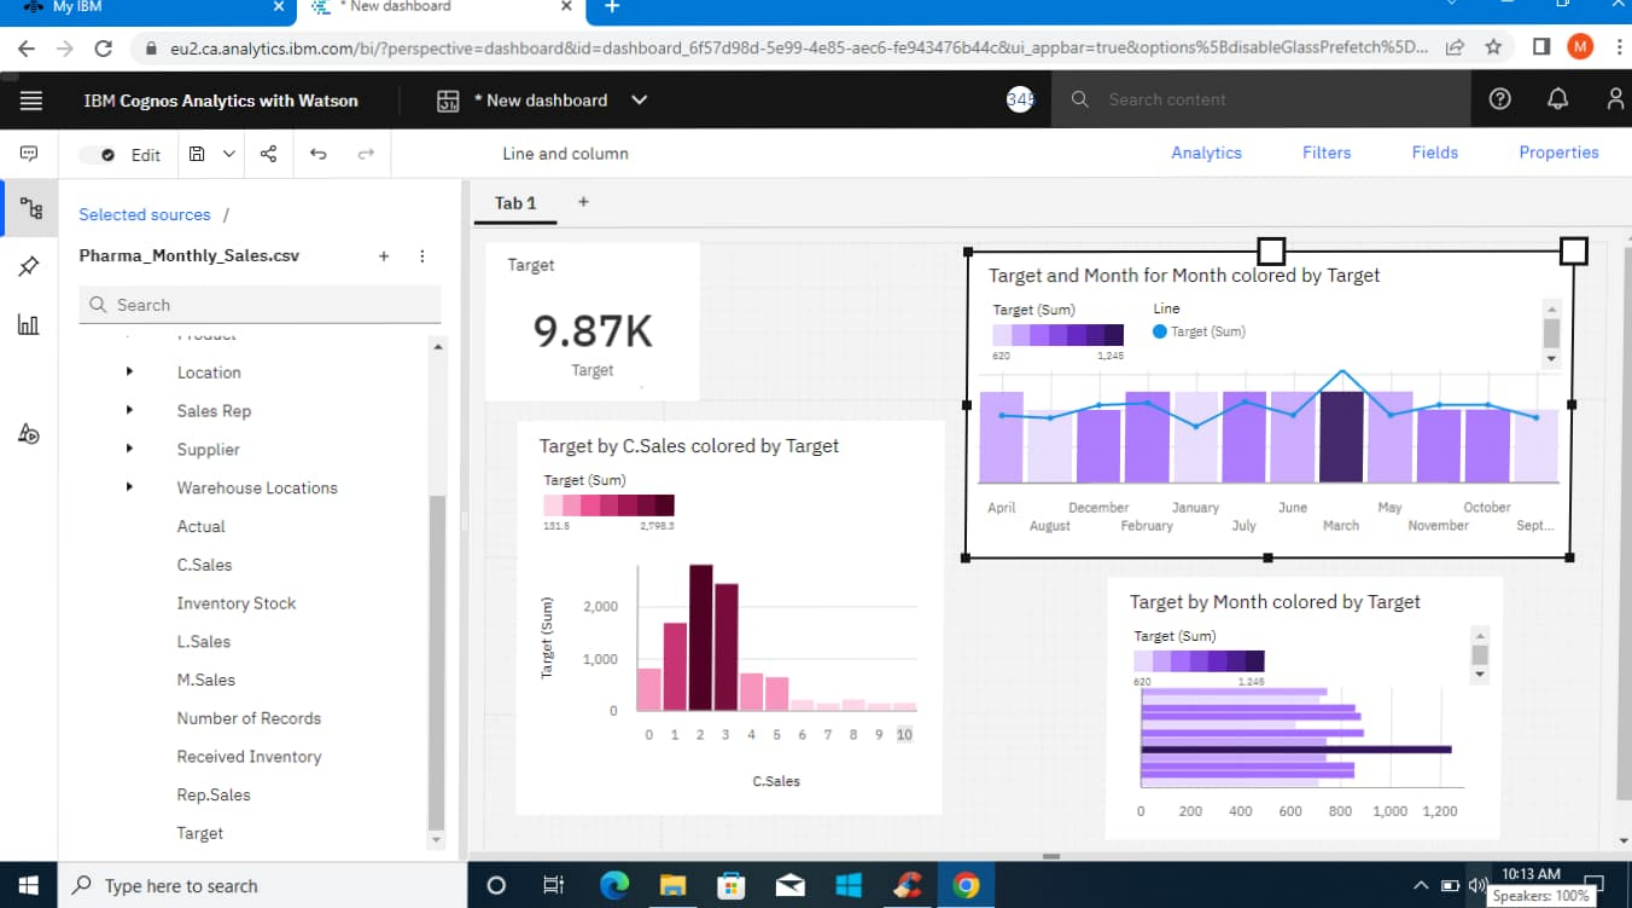 My IBM
* New dashboard
eu2.ca.analytics.ibm.com/bi/?perspective=dashboard&id=dashboard_6f57d98d-5e99-4e85-aec6-fe943476b44c&ui_appbar=true&options%5BdisableGlassPrefetch%5D...
M
IBM Cognos Analytics with Watson
* New dashboard
345
Search content
Edit
Line and column
Analytics
Filters
Fields
Properties
Selected sources /
Pharma_Monthly_Sales.csv
Search
Product
Location
Sales Rep
Supplier
Warehouse Locations
Actual
C.Sales
Inventory Stock
L.Sales
M.Sales
Number of Records
Received Inventory
Rep.Sales
Target
Tab 1
Target
9.87K
Target
Target by C.Sales colored by Target
Target (Sum)
131.5 2,798.3
Target (Sum)
2,000
1,000
0
0 1 2 3 4 5 6 7 8 9 10
C.Sales
Target and Month for Month colored by Target
Target (Sum)
620 1,245
Line
Target (Sum)
April December January June May October
August February July March November Sept...
Target by Month colored by Target
Target (Sum)
620 1,245
0 200 400 600 800 1,000 1,200
Type here to search
10:13 AM
Speakers: 100%